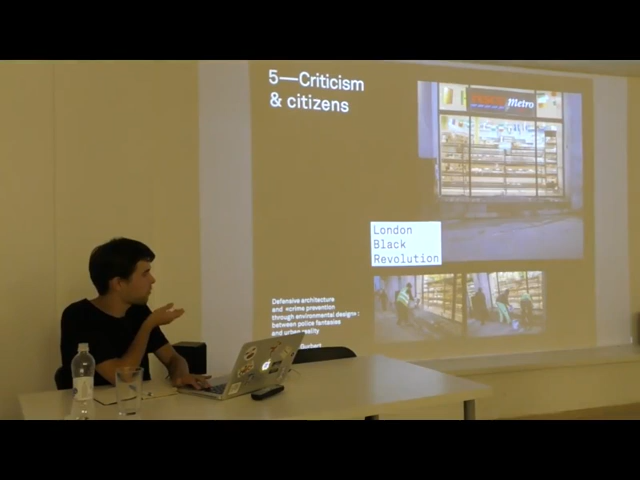 5—Criticism
& citizens
Metro
London
Black
Revolution
Defensive architecture
and «crime prevention
through environmental design» :
between police fantasies
and urban reality